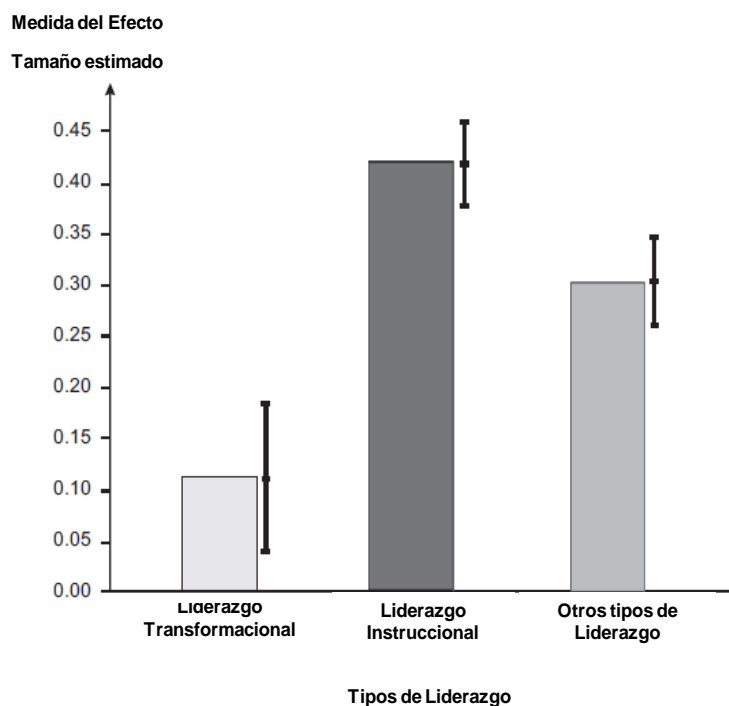 Medida del Efecto
Tamaño estimado
0.45
0.40
0.35
0.30
0.25
0.20
0.15
0.10
0.05
0.00
Liderazgo
Transformacional
Liderazgo
Instruccional
Otros tipos de
Liderazgo
Tipos de Liderazgo